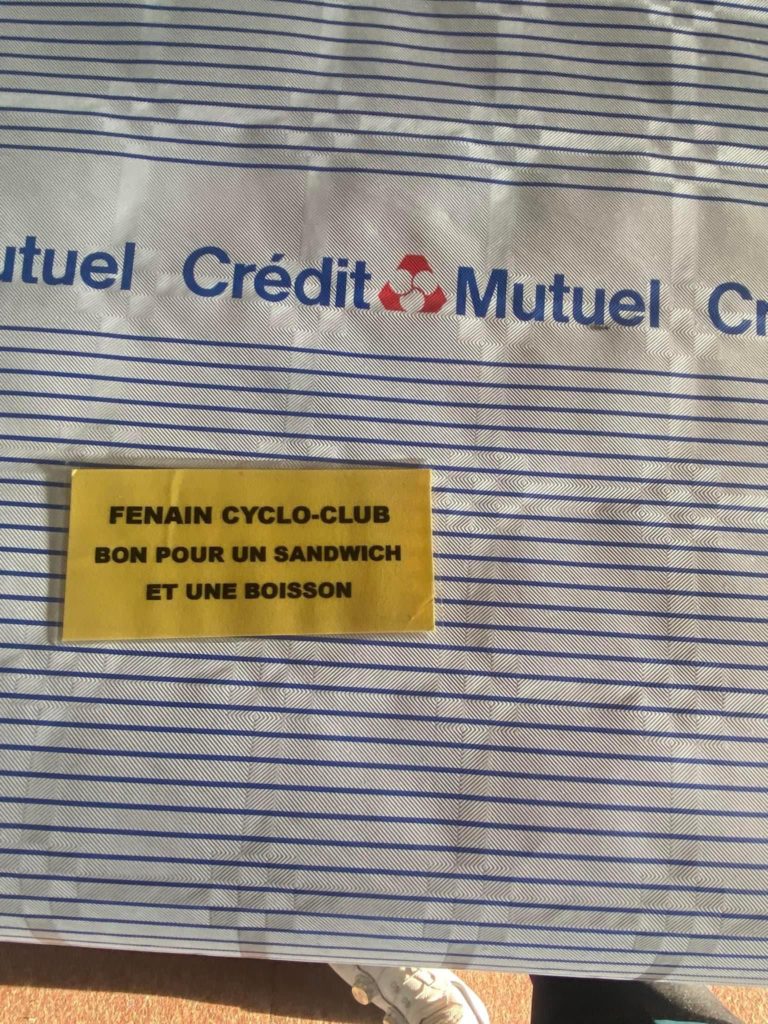 utuel Crédit Mutuel Cr
FENAIN CYCLO-CLUB
BON POUR UN SANDWICH
ET UNE BOISSON